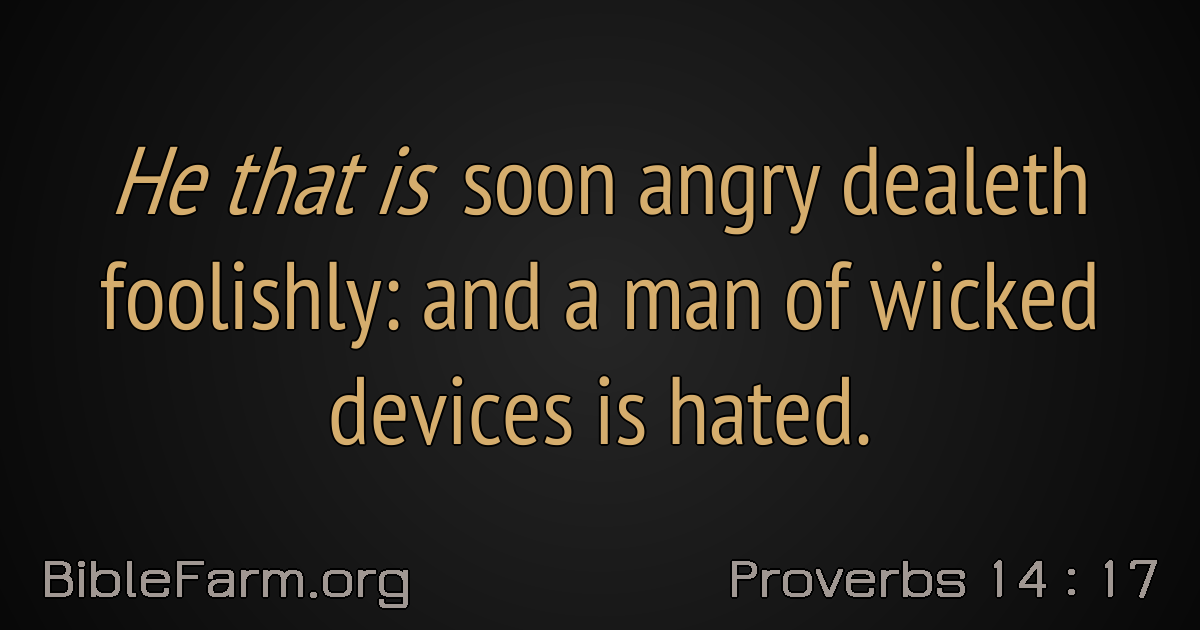 He that is soon angry dealeth
foolishly: and a man of wicked
devices is hated.
BibleFarm.org
Proverbs 14 : 17